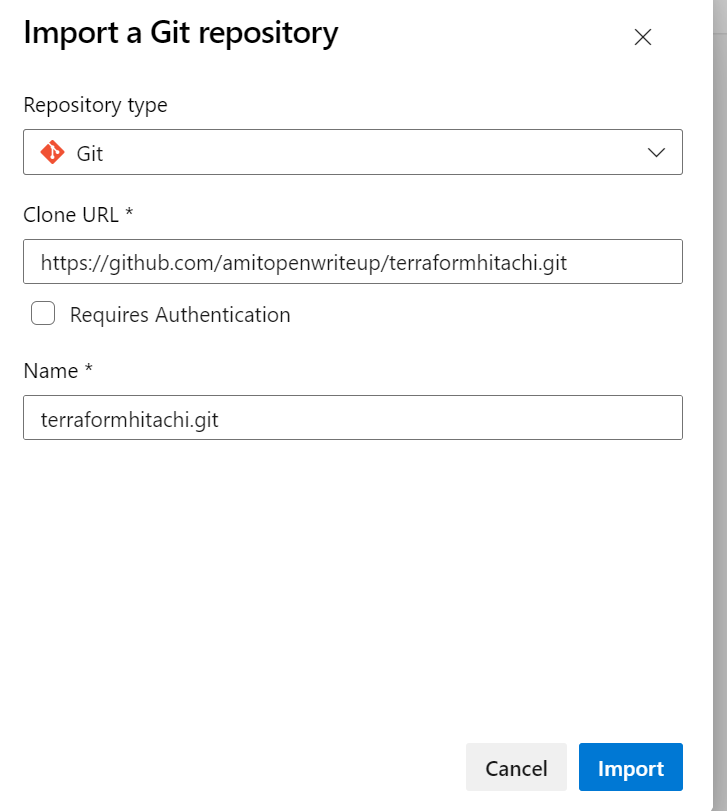 Import a Git repository
Repository type
Git
Clone URL *
https://github.com/amitopenwriteup/terraformhitachi.git
Requires Authentication
Name *
terraformhitachi.git
Cancel
Import